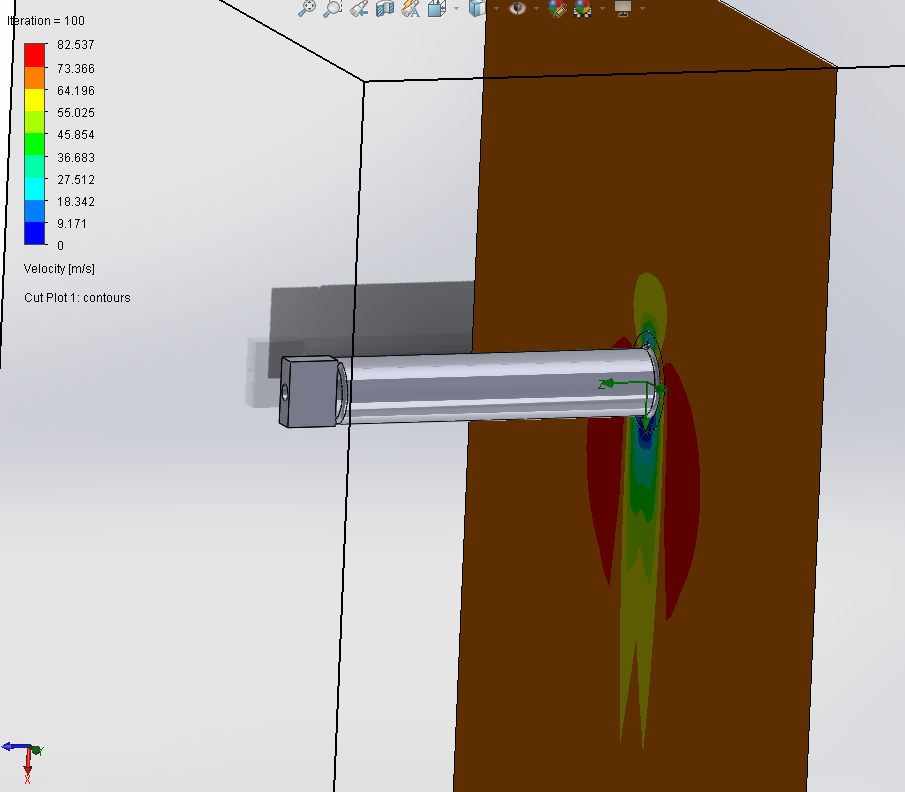 Iteration = 100
82.537
73.366
64.196
55.025
45.854
36.683
27.512
18.342
9.171
0
Velocity [m/s]
Cut Plot 1: contours
Z
Y
X